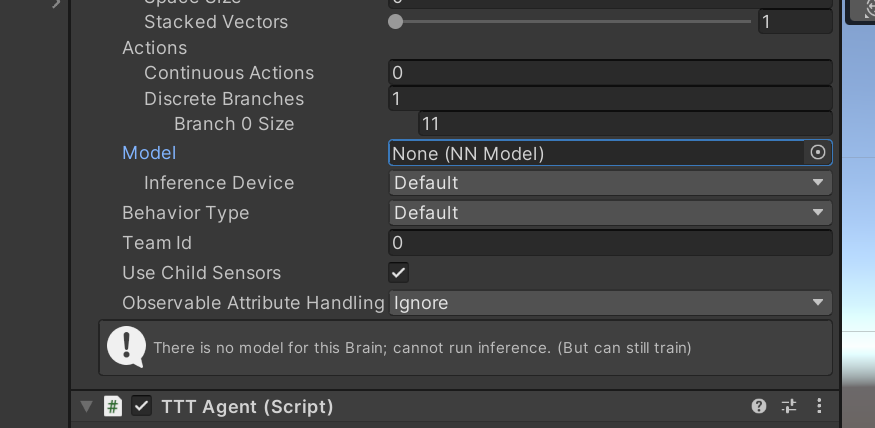 Space Size 0
Stacked Vectors 1
Actions
Continuous Actions 0
Discrete Branches 1
Branch 0 Size 11
Model None (NN Model)
Inference Device Default
Behavior Type Default
Team Id 0
Use Child Sensors
Observable Attribute Handling Ignore
There is no model for this Brain; cannot run inference. (But can still train)
# TTT Agent (Script)